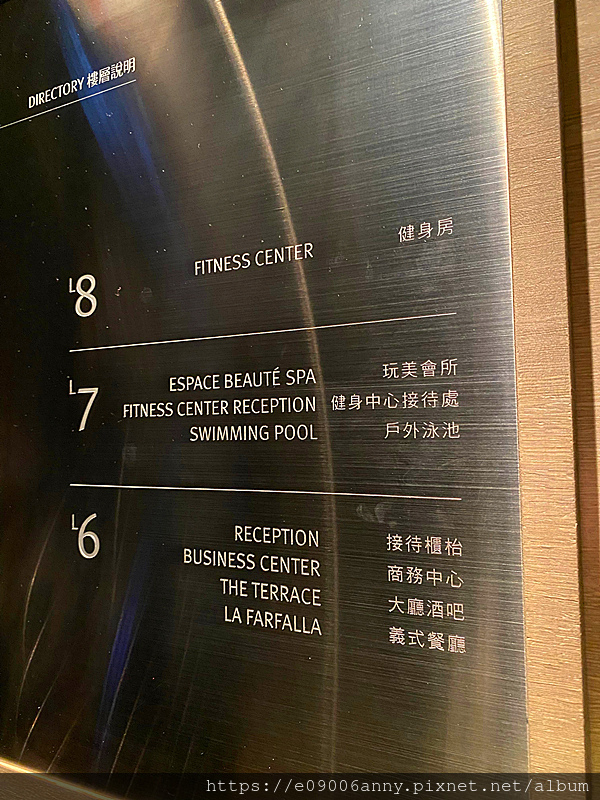 DIRECTORY 樓層說明
L8 FITNESS CENTER 健身房
L7 ESPACE BEAUTÉ SPA 玩美會所
FITNESS CENTER RECEPTION 健身中心接待處
SWIMMING POOL 戶外泳池
L6 RECEPTION 接待櫃枱
BUSINESS CENTER 商務中心
THE TERRACE 大廳酒吧
LA FARFALLA 義式餐廳
https://e09006anny.pixnet.net/album